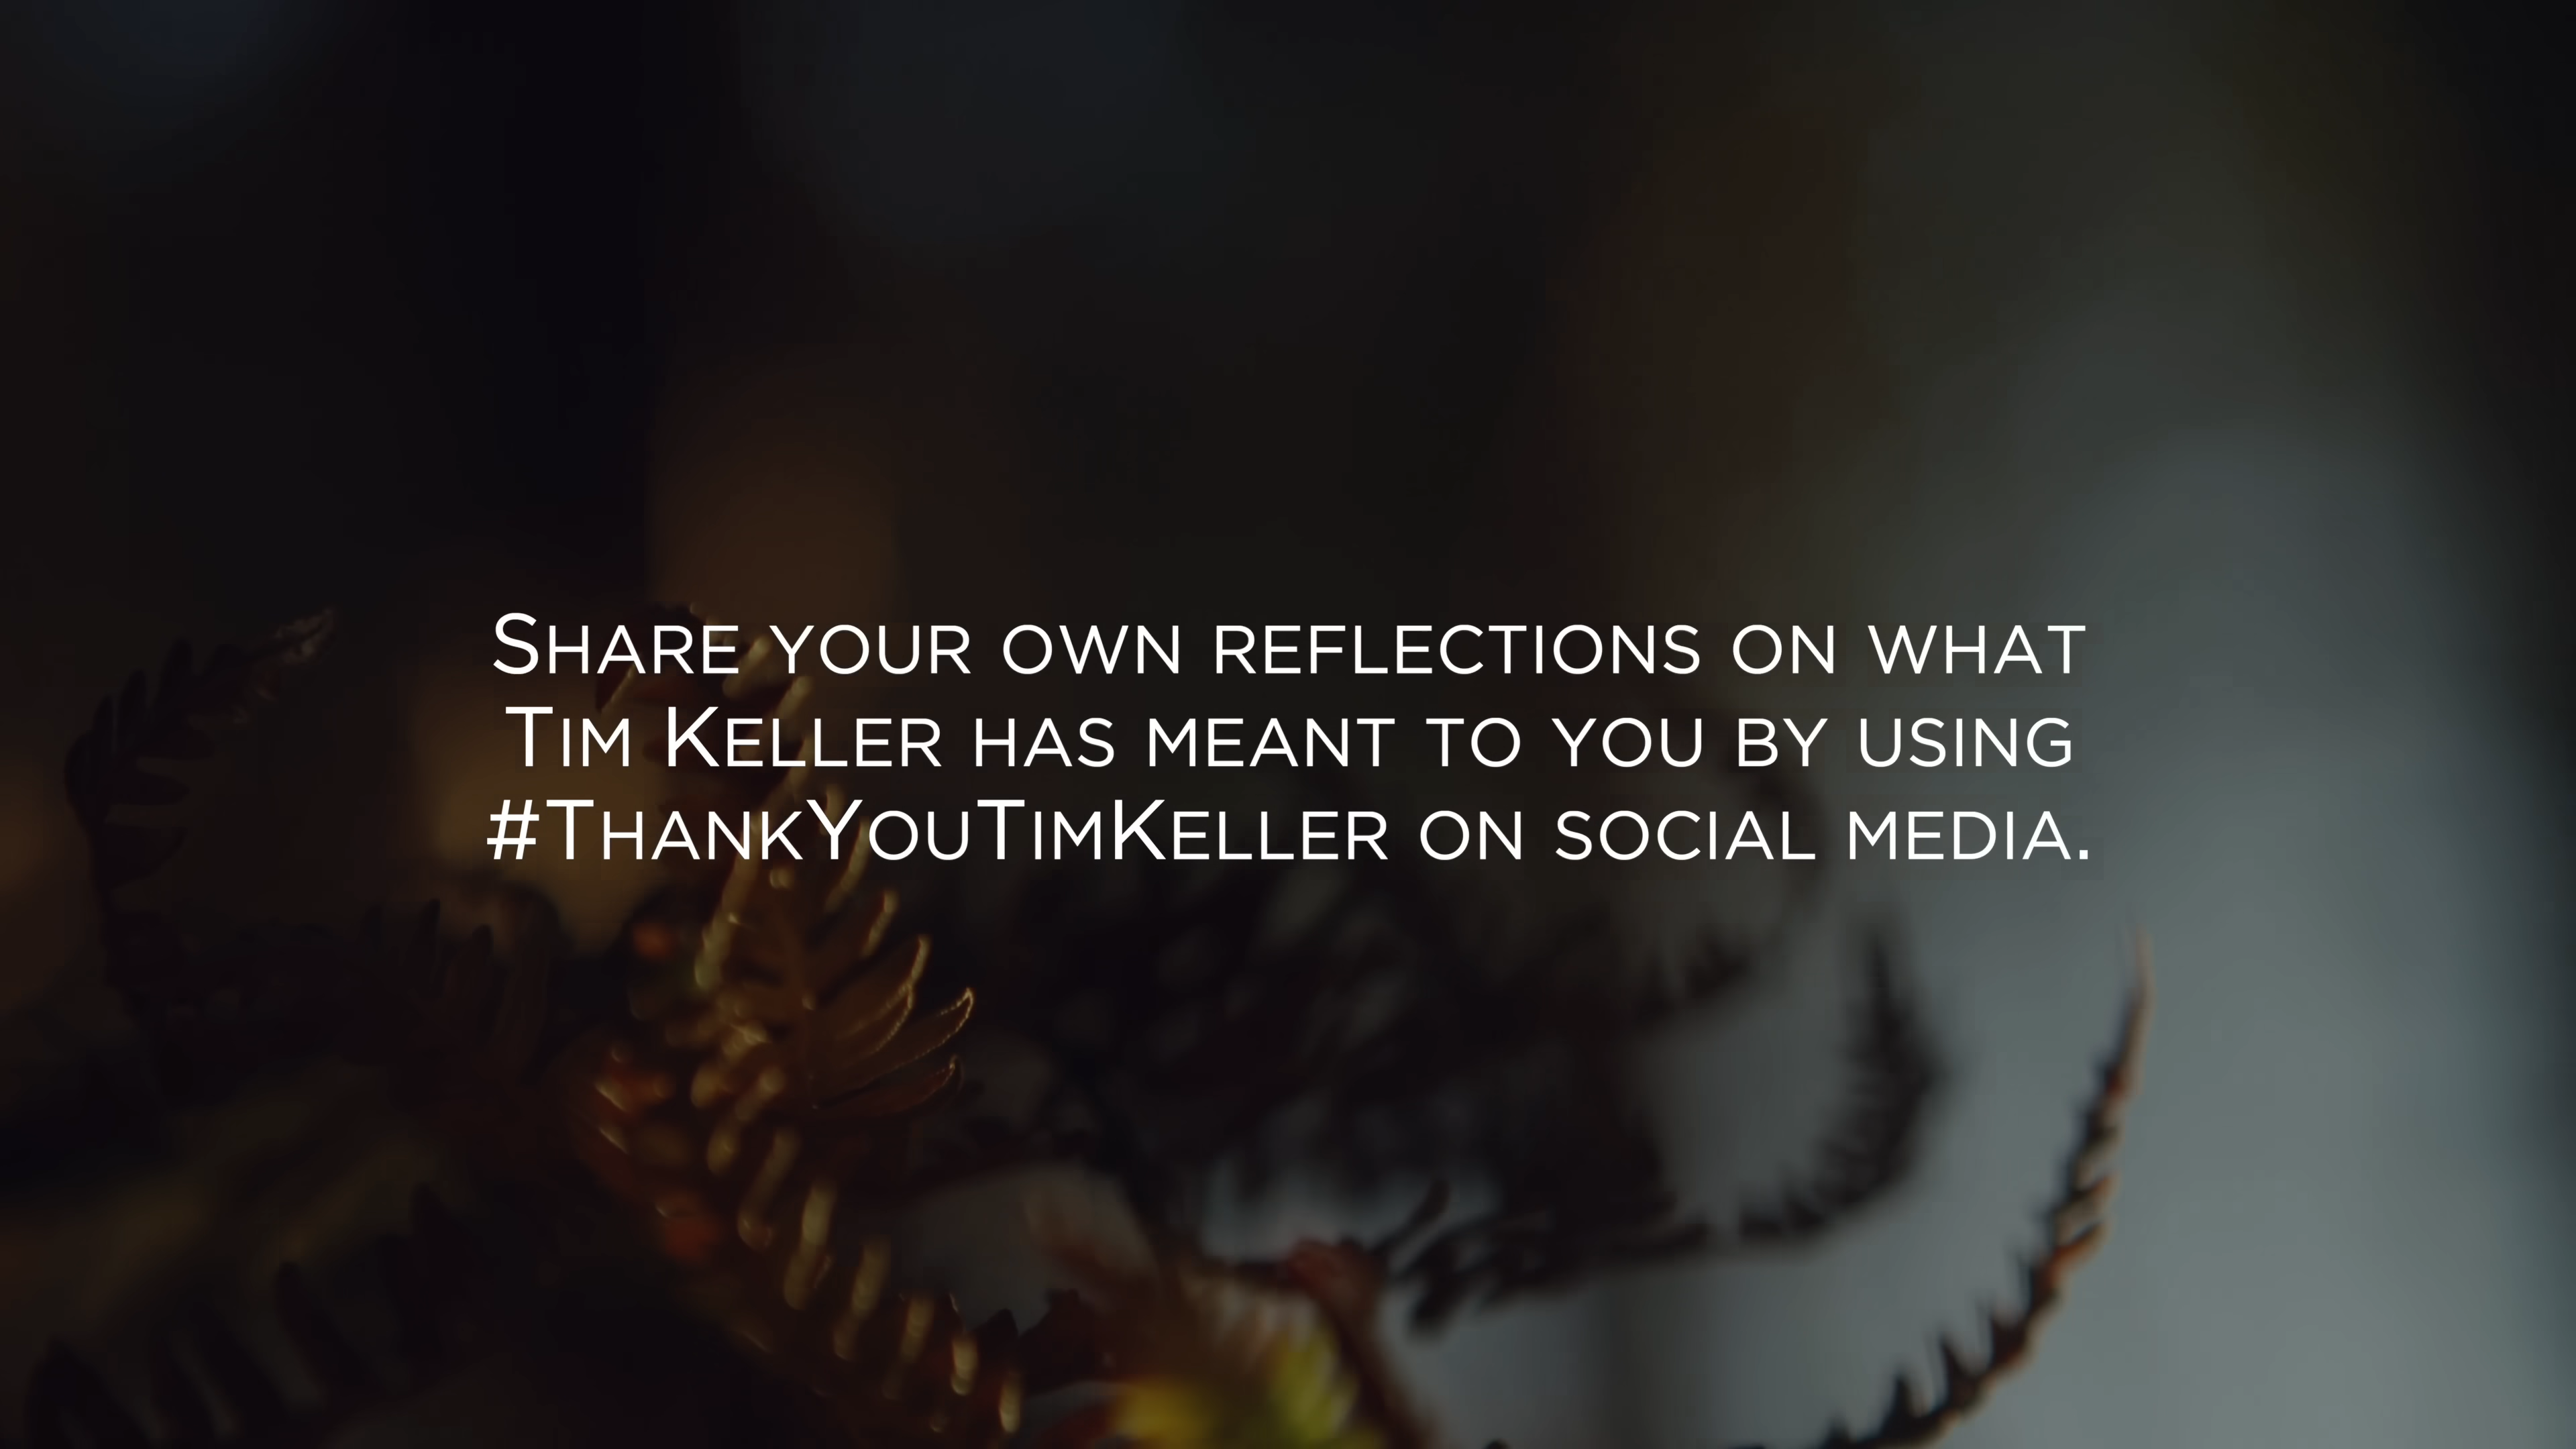 Share your own reflections on what
Tim Keller has meant to you by using
#ThankYouTimKeller on social media.